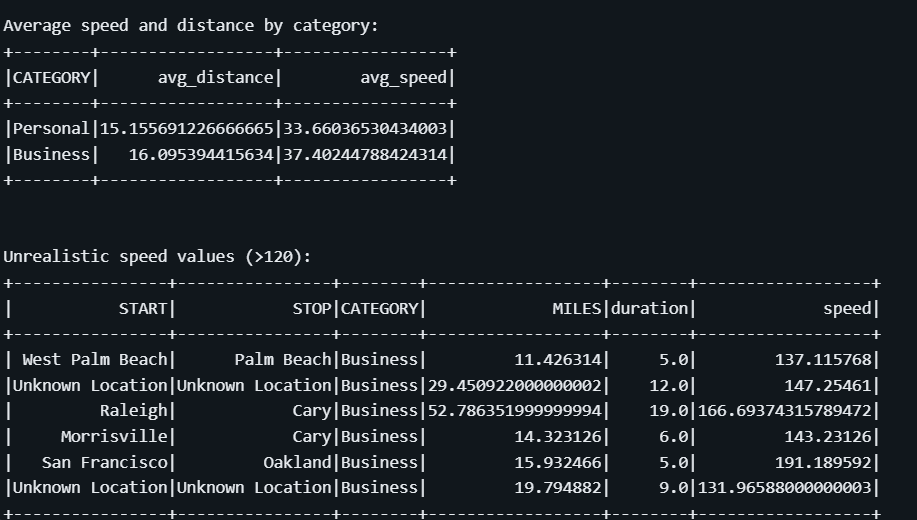 Average speed and distance by category:
+--------+------------------+-----------------+
|CATEGORY|      avg_distance|        avg_speed|
+--------+------------------+-----------------+
|Personal|15.155691226666665|33.66036530434003|
|Business|   16.095394415634|37.40244788424314|
+--------+------------------+-----------------+
Unrealistic speed values (>120):
+----------------+----------------+--------+------------------+--------+------------------+
|           START|            STOP|CATEGORY|             MILES|duration|             speed|
+----------------+----------------+--------+------------------+--------+------------------+
| West Palm Beach|      Palm Beach|Business|         11.426314|     5.0|        137.115768|
|Unknown Location|Unknown Location|Business|29.450922000000002|    12.0|         147.25461|
|         Raleigh|            Cary|Business|52.786351999999994|    19.0|166.69374315789472|
|     Morrisville|            Cary|Business|         14.323126|     6.0|         143.23126|
|   San Francisco|         Oakland|Business|         15.932466|     5.0|        191.189592|
|Unknown Location|Unknown Location|Business|         19.794882|     9.0|131.96588000000003|
+----------------+----------------+--------+------------------+--------+------------------+